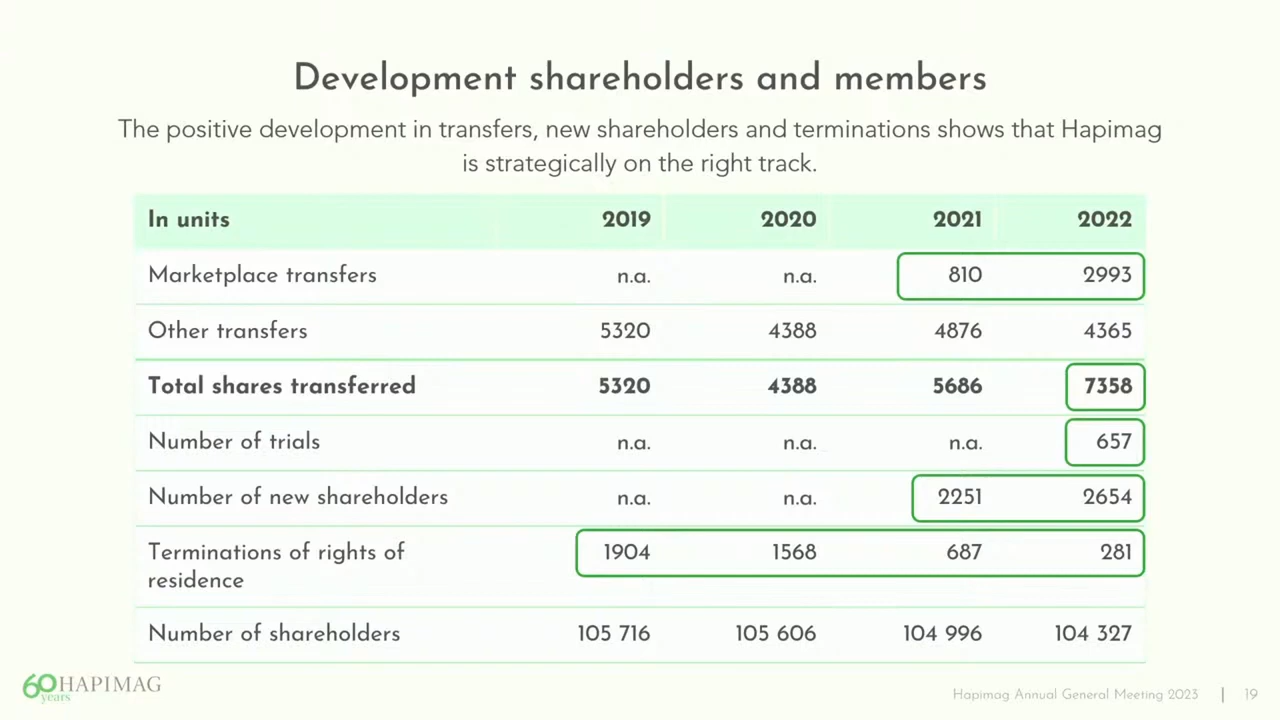 Development shareholders and members
The positive development in transfers, new shareholders and terminations shows that Hapimag
is strategically on the right track.
In units 2019 2020 2021 2022
Marketplace transfers n.a. n.a. 810 2993
Other transfers 5320 4388 4876 4365
Total shares transferred 5320 4388 5686 7358
Number of trials n.a. n.a. n.a. 657
Number of new shareholders n.a. n.a. 2251 2654
Terminations of rights of 1904 1568 687 281
residence
Number of shareholders 105 716 105 606 104 996 104 327
60 years HAPIMAG
Hapimag Annual General Meeting 2023 | 19